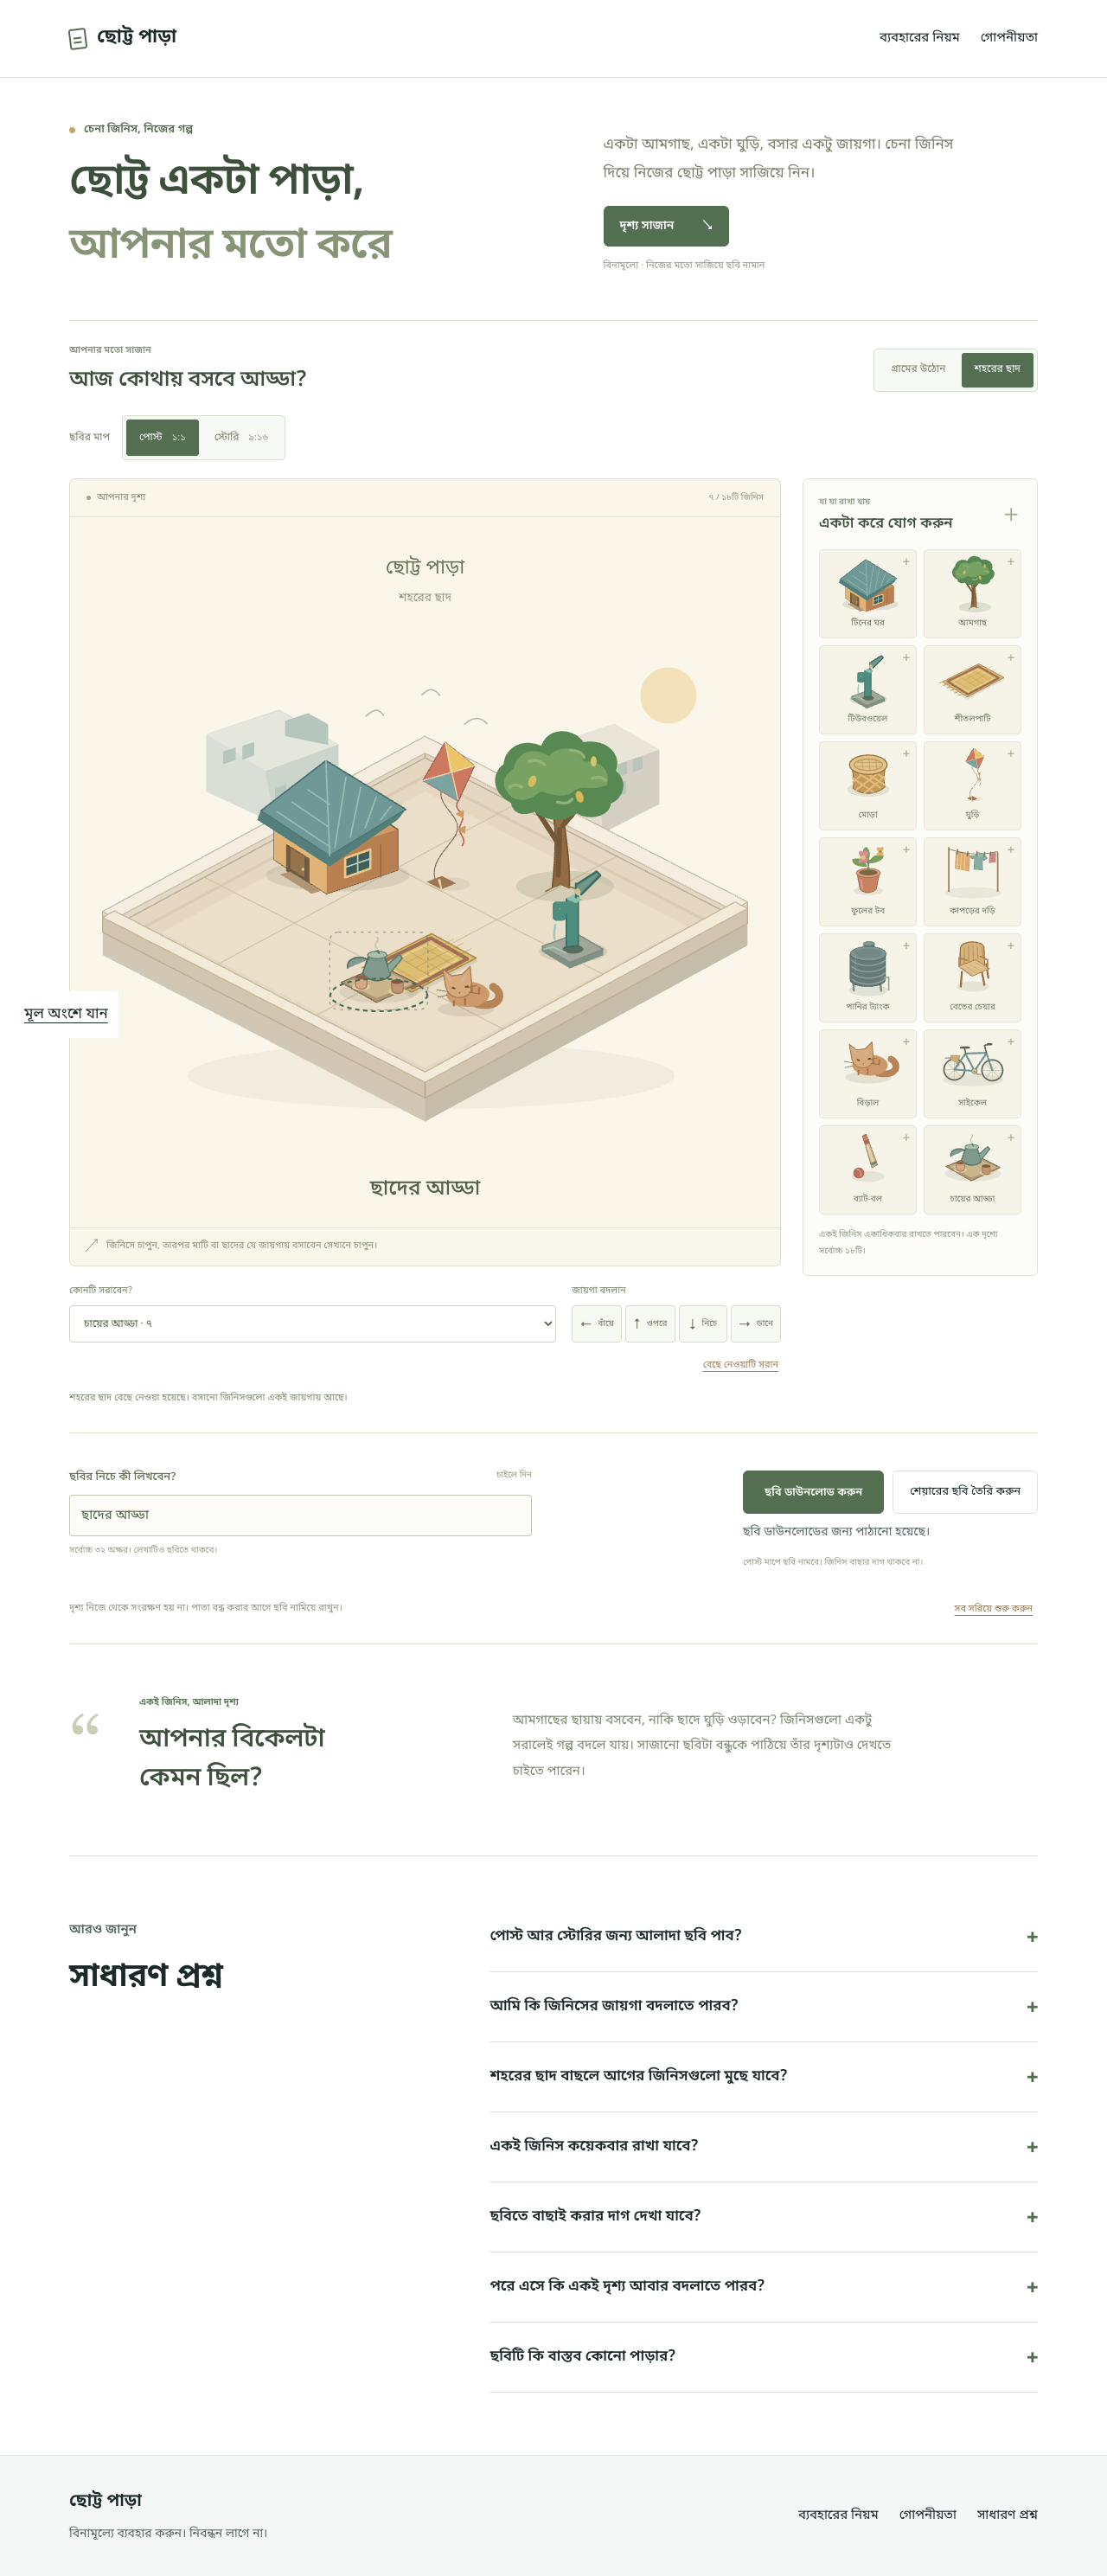 ছোট্ট পাড়া
ব্যবহারের নিয়ম
গোপনীয়তা
চেনা জিনিস, নিজের গল্প
ছোট্ট একটা পাড়া,
আপনার মতো করে
একটা আমগাছ, একটা ঘুড়ি, বসার একটু জায়গা। চেনা জিনিস
দিয়ে নিজের ছোট্ট পাড়া সাজিয়ে নিন।
দৃশ্য সাজান
বিনামূল্যে · নিজের মতো সাজিয়ে ছবি নামান
আপনার মতো সাজান
আজ কোথায় বসবে আড্ডা?
গ্রামের উঠোন
শহরের ছাদ
ছবির মাপ
পোস্ট ১:১
স্টোরি ৯:১৬
আপনার দৃশ্য
৭ / ১৮টি জিনিস
ছোট্ট পাড়া
শহরের ছাদ
ছাদের আড্ডা
জিনিসে চাপুন, তারপর মাটি বা ছাদের যে জায়গায় বসাবেন সেখানে চাপুন।
মূল অংশে যান
যা যা রাখা যায়
একটা করে যোগ করুন
টিনের ঘর
আমগাছ
টিউবওয়েল
শীতলপাটি
মোড়া
ঘুড়ি
ফুলের টব
কাপড়ের দড়ি
পানির ট্যাংক
বেতের চেয়ার
বিড়াল
সাইকেল
ব্যাট-বল
চায়ের আড্ডা
একই জিনিস একাধিকবার রাখতে পারবেন। এক দৃশ্যে
সর্বোচ্চ ১৮টি।
কোনটি সরাবেন?
চায়ের আড্ডা · ৭
জায়গা বদলান
← বাঁয়ে
↑ ওপরে
↓ নিচে
→ ডানে
বেছে নেওয়াটি সরান
শহরের ছাদ বেছে নেওয়া হয়েছে। বসানো জিনিসগুলো একই জায়গায় আছে।
ছবির নিচে কী লিখবেন?
চাইলে দিন
ছাদের আড্ডা
সর্বোচ্চ ৩২ অক্ষর। লেখাটিও ছবিতে থাকবে।
ছবি ডাউনলোড করুন
শেয়ারের ছবি তৈরি করুন
ছবি ডাউনলোডের জন্য পাঠানো হয়েছে।
পোস্ট মাপে ছবি নামবে। জিনিস বাছার দাগ থাকবে না।
দৃশ্য নিজে থেকে সংরক্ষণ হয় না। পাতা বন্ধ করার আগে ছবি নামিয়ে রাখুন।
সব সরিয়ে শুরু করুন
“
একই জিনিস, আলাদা দৃশ্য
আপনার বিকেলটা
কেমন ছিল?
আমগাছের ছায়ায় বসবেন, নাকি ছাদে ঘুড়ি ওড়াবেন? জিনিসগুলো একটু
সরালেই গল্প বদলে যায়। সাজানো ছবিটা বন্ধুকে পাঠিয়ে তাঁর দৃশ্যটাও দেখতে
চাইতে পারেন।
আরও জানুন
সাধারণ প্রশ্ন
পোস্ট আর স্টোরির জন্য আলাদা ছবি পাব?
আমি কি জিনিসের জায়গা বদলাতে পারব?
শহরের ছাদ বাছলে আগের জিনিসগুলো মুছে যাবে?
একই জিনিস কয়েকবার রাখা যাবে?
ছবিতে বাছাই করার দাগ দেখা যাবে?
পরে এসে কি একই দৃশ্য আবার বদলাতে পারব?
ছবিটি কি বাস্তব কোনো পাড়ার?
ছোট্ট পাড়া
বিনামূল্যে ব্যবহার করুন। নিবন্ধন লাগে না।
ব্যবহারের নিয়ম
গোপনীয়তা
সাধারণ প্রশ্ন